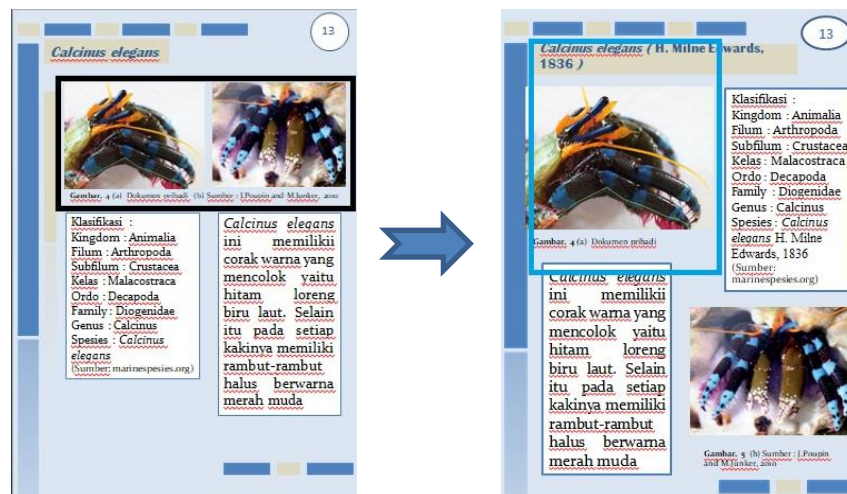 13
Calcinus elegans
Gambar. 4 (a) Dokumen pribadi (b) Sumber : J.Poupin and M.Junker, 2010
Klasifikasi :
Kingdom : Animalia
Filum : Arthropoda
Subfilum : Crustacea
Kelas : Malacostraca
Ordo : Decapoda
Family : Diogenidae
Genus : Calcinus
Spesies : Calcinus
elegans
(Sumber: marinespesies.org)
Calcinus elegans
ini memilikii
corak warna yang
mencolok yaitu
hitam loreng
biru laut. Selain
itu pada setiap
kakinya memiliki
rambut-rambut
halus berwarna
merah muda
13
Calcinus elegans ( H. Milne Edwards,
1836 )
Gambar. 4 (a) Dokumen pribadi
Klasifikasi :
Kingdom : Animalia
Filum : Arthropoda
Subfilum : Crustacea
Kelas : Malacostraca
Ordo : Decapoda
Family : Diogenidae
Genus : Calcinus
Spesies : Calcinus
elegans H. Milne
Edwards, 1836
(Sumber:
marinespesies.org)
Calcinus elegans
ini memilikii
corak warna yang
mencolok yaitu
hitam loreng
biru laut. Selain
itu pada setiap
kakinya memiliki
rambut-rambut
halus berwarna
merah muda
Gambar. 5 (b) Sumber : J.Poupin
and M.Junker, 2010